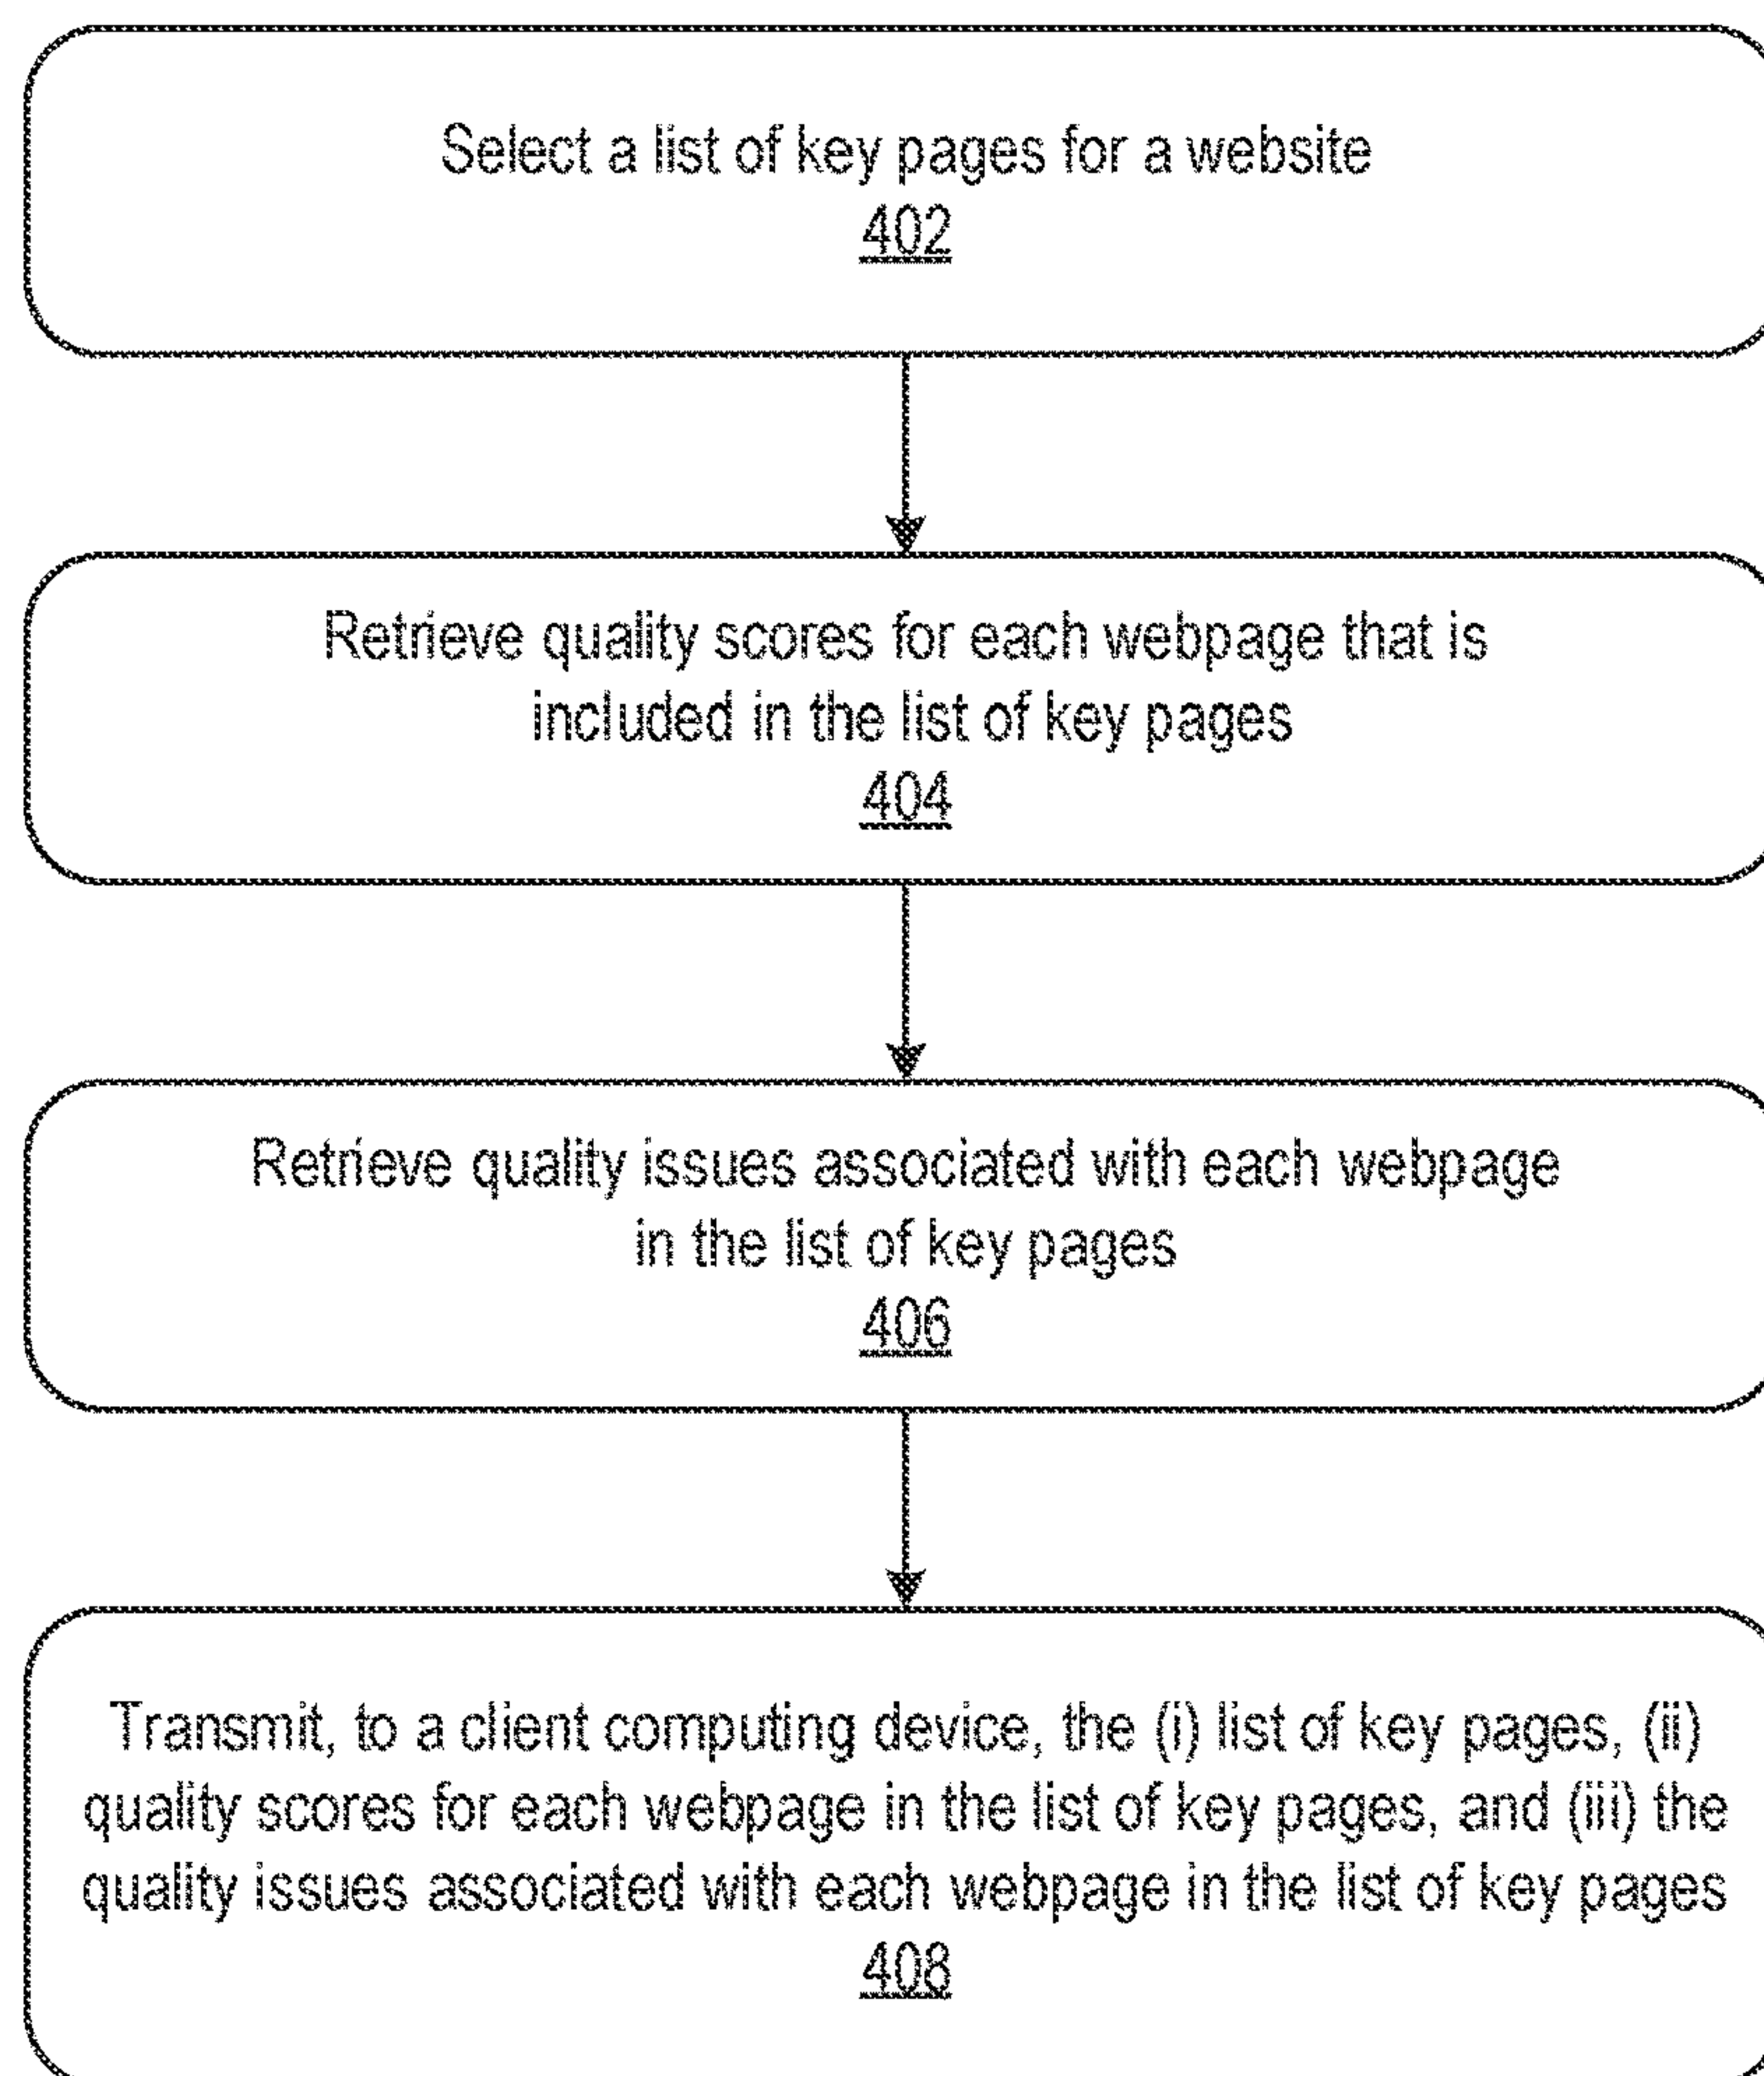 Select a list of key pages for a website
402
Retrieve quality scores for each webpage that is
included in the list of key pages
404
Retrieve quality issues associated with each webpage
in the list of key pages
406
Transmit, to a client computing device, the (i) list of key pages, (ii)
quality scores for each webpage in the list of key pages, and (iii) the
quality issues associated with each webpage in the list of key pages
408